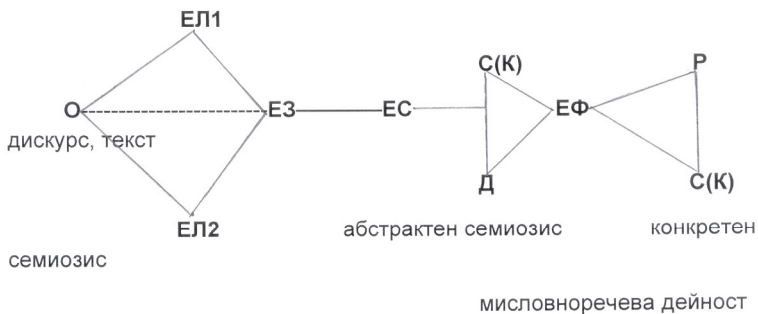 ЕЛ1
С(К) Р
О ЕЗ ЕС ЕФ
дискурс, текст
Д С(К)
ЕЛ2 абстрактен семиозис конкретен
семиозис
мисловноречева дейност